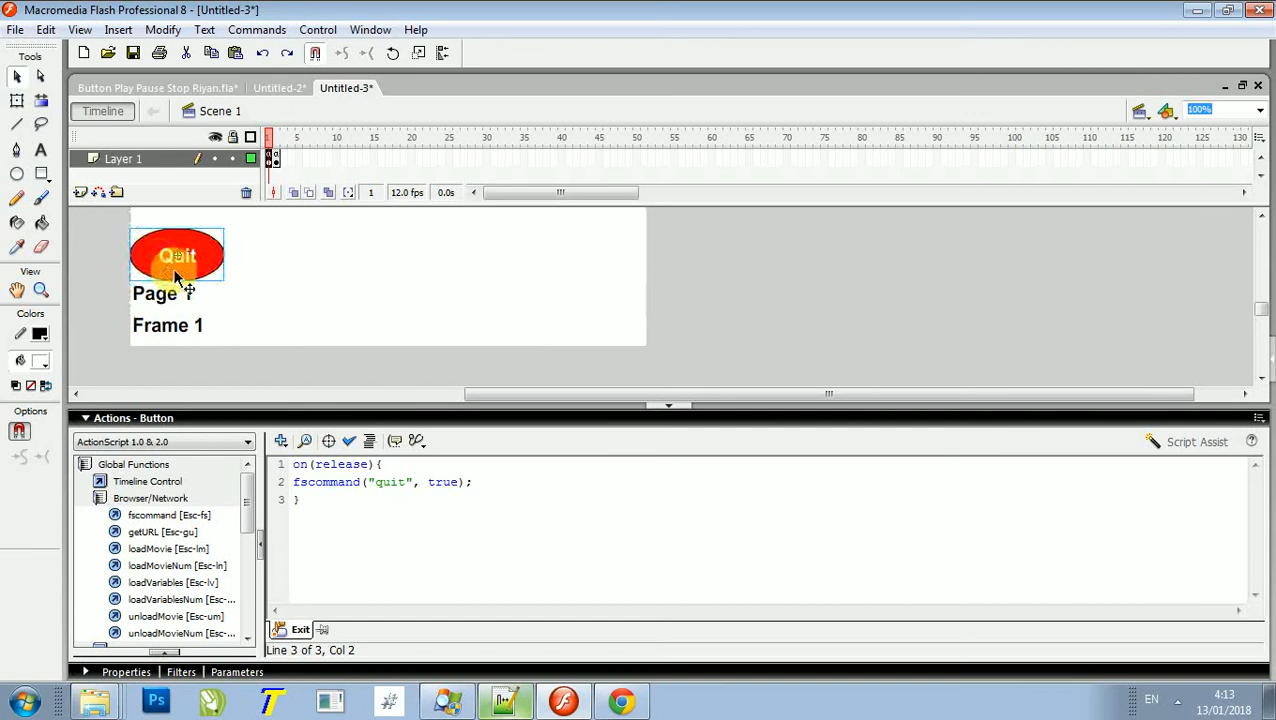 Macromedia Flash Professional 8 - [Untitled-3*]
File Edit View Insert Modify Text Commands Control Window Help
Tools
Button Play Pause Stop Riyan.fla* Untitled-2* Untitled-3*
Timeline Scene 1 100%
1 5 10 15 20 25 30 35 40 45 50 55 60 65 70 75 80 85 90 95 100 105 110 115 120 125 130
Layer 1
1 12.0 fps 0.0s
Quit
Page 1
Frame 1
View
Colors
Options
Actions - Button
ActionScript 1.0 & 2.0
Script Assist
Global Functions
Timeline Control
Browser/Network
fscommand [Esc-fs]
getURL [Esc-gu]
loadMovie [Esc-lm]
loadMovieNum [Esc-ln]
loadVariables [Esc-lv]
loadVariablesNum [Esc-...
unloadMovie [Esc-um]
unloadMovieNum [Esc-...
1 on(release){
2 fscommand("quit", true);
3 }
Exit
Line 3 of 3, Col 2
Properties Filters Parameters
Ps
EN
4:13
13/01/2018